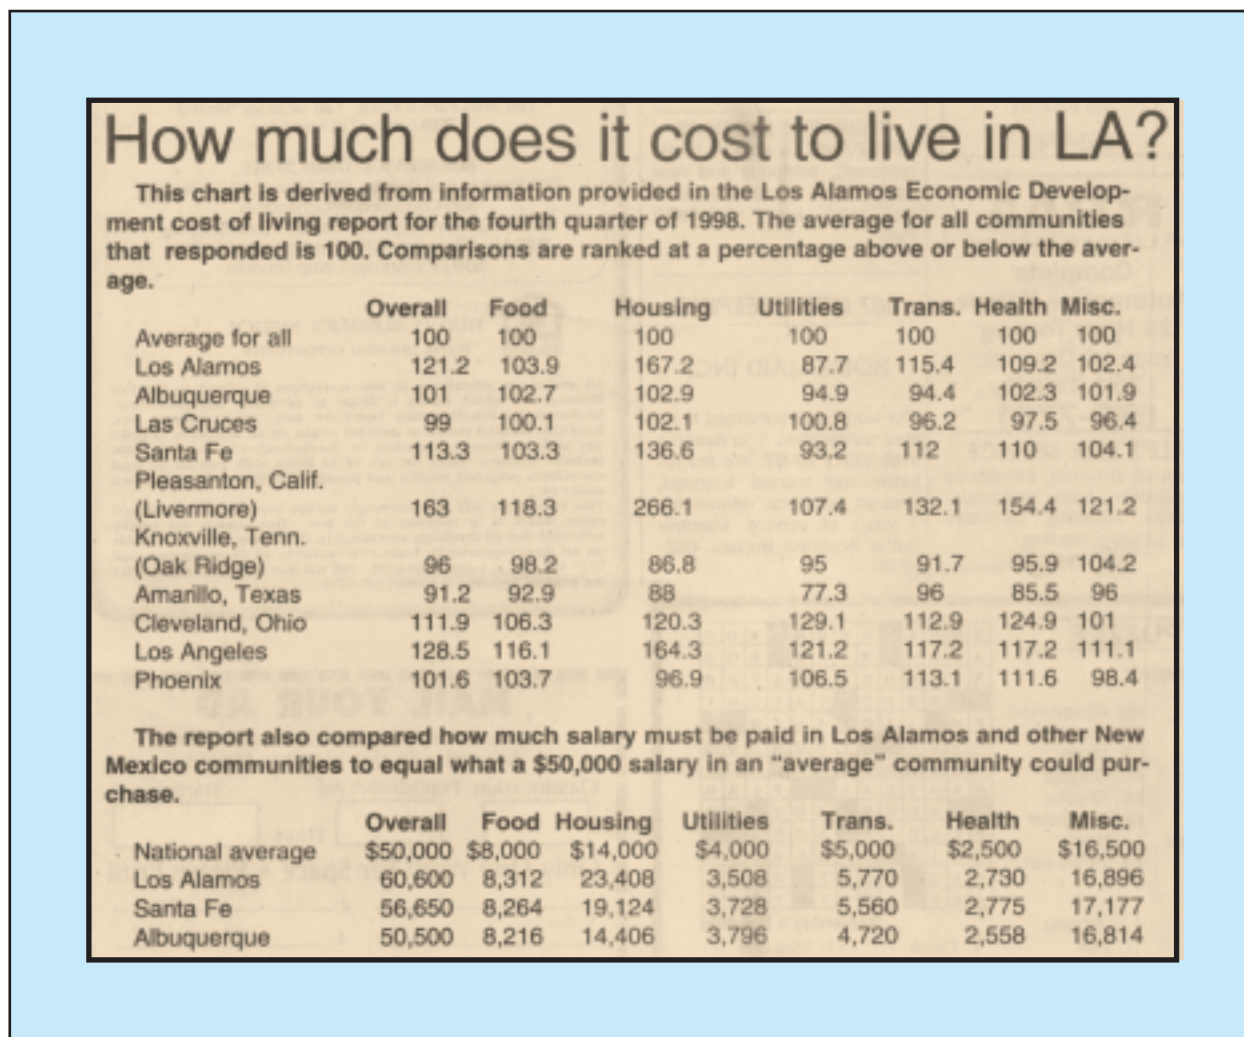 How much does it cost to live in LA?
This chart is derived from information provided in the Los Alamos Economic Develop-
ment cost of living report for the fourth quarter of 1998. The average for all communities
that responded is 100. Comparisons are ranked at a percentage above or below the aver-
age.
Overall Food Housing Utilities Trans. Health Misc.
Average for all 100 100 100 100 100 100 100
Los Alamos 121.2 103.9 167.2 87.7 115.4 109.2 102.4
Albuquerque 101 102.7 102.9 94.9 94.4 102.3 101.9
Las Cruces 99 100.1 102.1 100.8 96.2 97.5 96.4
Santa Fe 113.3 103.3 136.6 93.2 112 110 104.1
Pleasanton, Calif.
(Livermore) 163 118.3 266.1 107.4 132.1 154.4 121.2
Knoxville, Tenn.
(Oak Ridge) 96 98.2 86.8 95 91.7 95.9 104.2
Amarillo, Texas 91.2 92.9 88 77.3 96 85.5 96
Cleveland, Ohio 111.9 106.3 120.3 129.1 112.9 124.9 101
Los Angeles 128.5 116.1 164.3 121.2 117.2 117.2 111.1
Phoenix 101.6 103.7 96.9 106.5 113.1 111.6 98.4
The report also compared how much salary must be paid in Los Alamos and other New
Mexico communities to equal what a $50,000 salary in an “average” community could pur-
chase.
Overall Food Housing Utilities Trans. Health Misc.
National average $50,000 $8,000 $14,000 $4,000 $5,000 $2,500 $16,500
Los Alamos 60,600 8,312 23,408 3,508 5,770 2,730 16,896
Santa Fe 56,650 8,264 19,124 3,728 5,560 2,775 17,177
Albuquerque 50,500 8,216 14,406 3,796 4,720 2,558 16,814